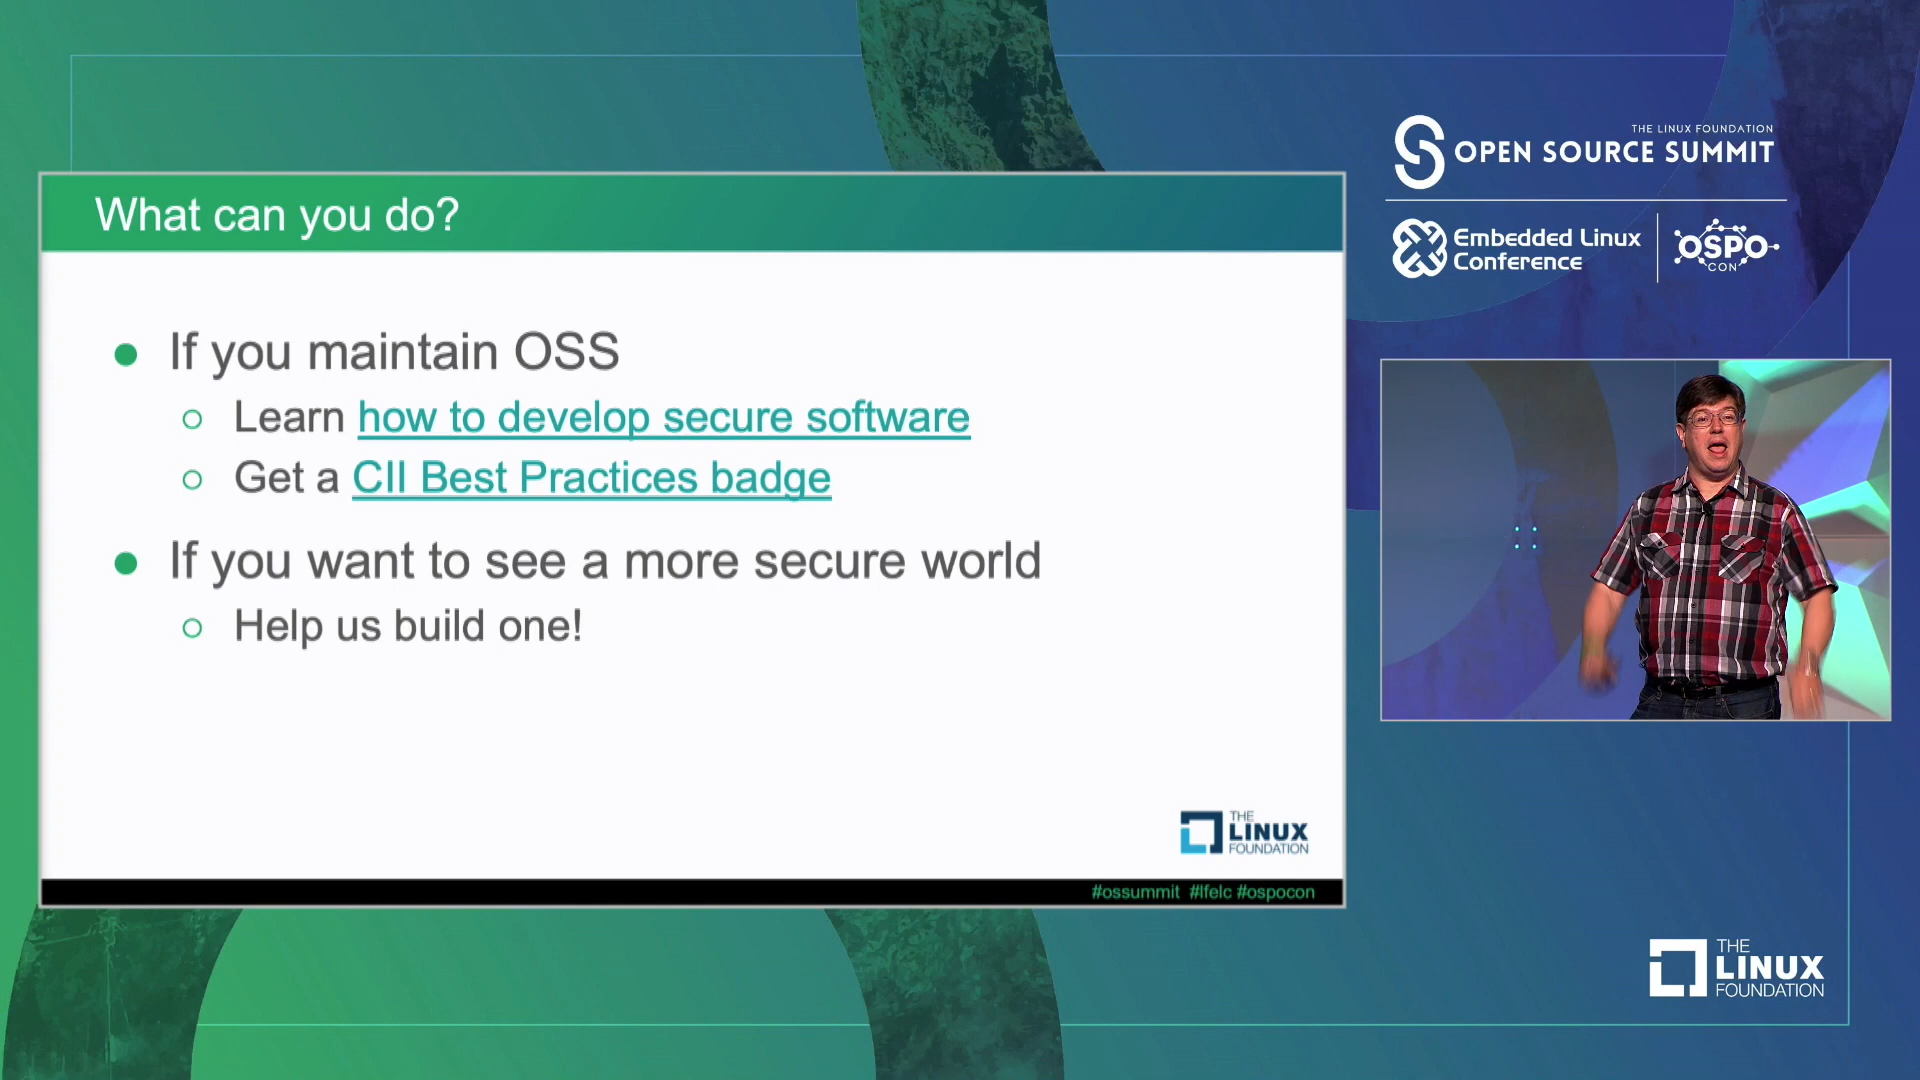 What can you do?
If you maintain OSS
Learn how to develop secure software
Get a CII Best Practices badge
If you want to see a more secure world
Help us build one!
THE
LINUX
FOUNDATION
#ossummit #lfelc #ospocon
THE LINUX FOUNDATION
OPEN SOURCE SUMMIT
Embedded Linux
Conference
OSPO
CON
THE
LINUX
FOUNDATION